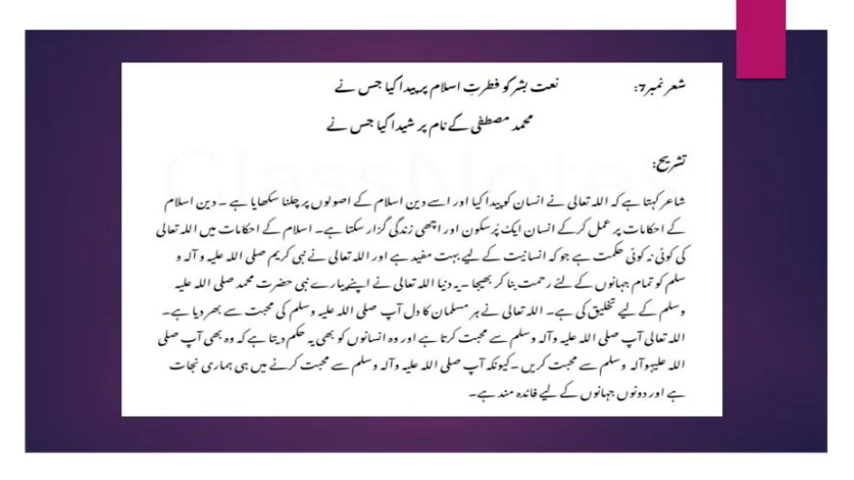 شعر نمبر7: نعت بشر کو فطرتِ اسلام پر پیدا کیا جس نے
محمد مصطفی کے نام پر شیدا کیا جس نے
تشریح:
شاعر کہتا ہے کہ اللہ تعالی نے انسان کو پیدا کیا اور اسے دین اسلام کے اصولوں پر چلنا سکھایا ہے ۔ دین اسلام
کے احکامات پر عمل کر کے انسان ایک پُر سکون اور اچھی زندگی گزار سکتا ہے۔ اسلام کے احکامات میں اللہ تعالی
کی کوئی نہ کوئی حکمت ہے جو کہ انسانیت کے لیے بہت مفید ہے اور اللہ تعالی نے نبی کریم صلی اللہ علیہ و آلہ و
سلم کو تمام جہانوں کے لئے رحمت بنا کر بھیجا ۔ یہ دنیا اللہ تعالی نے اپنے پیارے نبی حضرت محمد صلی اللہ علیہ
وسلم کے لیے تخلیق کی ہے۔ اللہ تعالی نے ہر مسلمان کا دل آپ صلی اللہ علیہ وسلم کی محبت سے بھر دیا ہے۔
اللہ تعالی آپ صلی اللہ علیہ وآلہ وسلم سے محبت کرتا ہے اور وہ انسانوں کو بھی یہ حکم دیتا ہے کہ وہ بھی آپ صلی
اللہ علیہوآلہ وسلم سے محبت کریں ۔ کیونکہ آپ صلی اللہ علیہ وآلہ وسلم سے محبت کرنے میں ہی ہماری نجات
ہے اور دونوں جہانوں کے لیے فائدہ مند ہے۔
ClassNotes